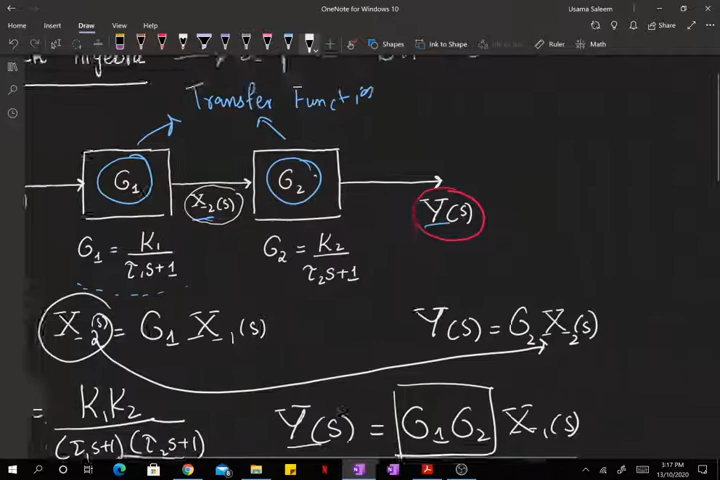 OneNote for Windows 10
Usama Saleem
Home Insert Draw View Help
Share
Shapes Ink to Shape Ruler Math
Algebra
Transfer Functions
G₁ X₂(s) G₂ Y(s)
G₁ = K₁/(τ₁s+1) G₂ = K₂/(τ₂s+1)
X₂(s) = G₁ X₁(s) Y(s) = G₂ X₂(s)
= K₁K₂/((τ₁s+1)(τ₂s+1)) Y(s) = G₁G₂ X₁(s)
3:17 PM
13/10/2020